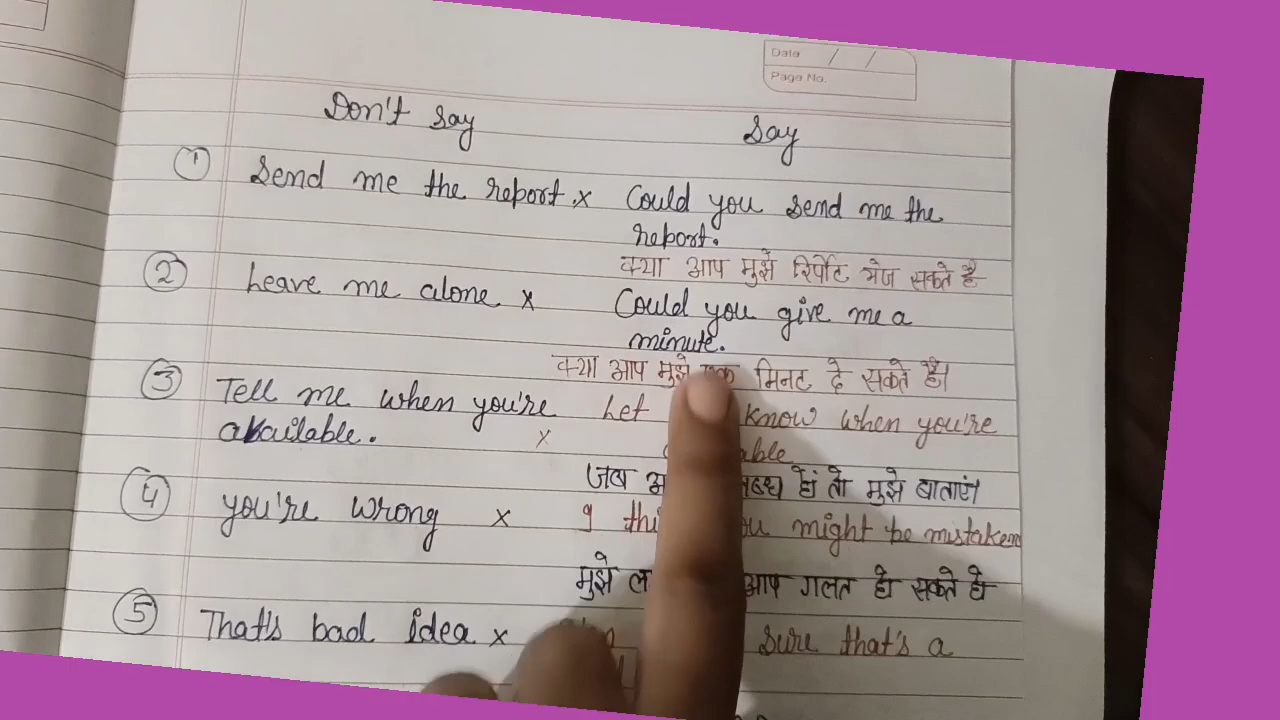 Date / /
Page No.
Don't Say Say
① Send me the report. x Could you send me the
report.
क्या आप मुझे रिर्पोट भेज सकते है
② Leave me alone x Could you give me a
minute.
क्या आप मुझे एक मिनट दे सकते है।
③ Tell me when you're Let know when you're
available. x
जब हों तो मुझे बाताएं।
④ you're wrong x I might be mistaken
मुझे आप गलत हो सकते हो
⑤ That's bad idea x sure that's a